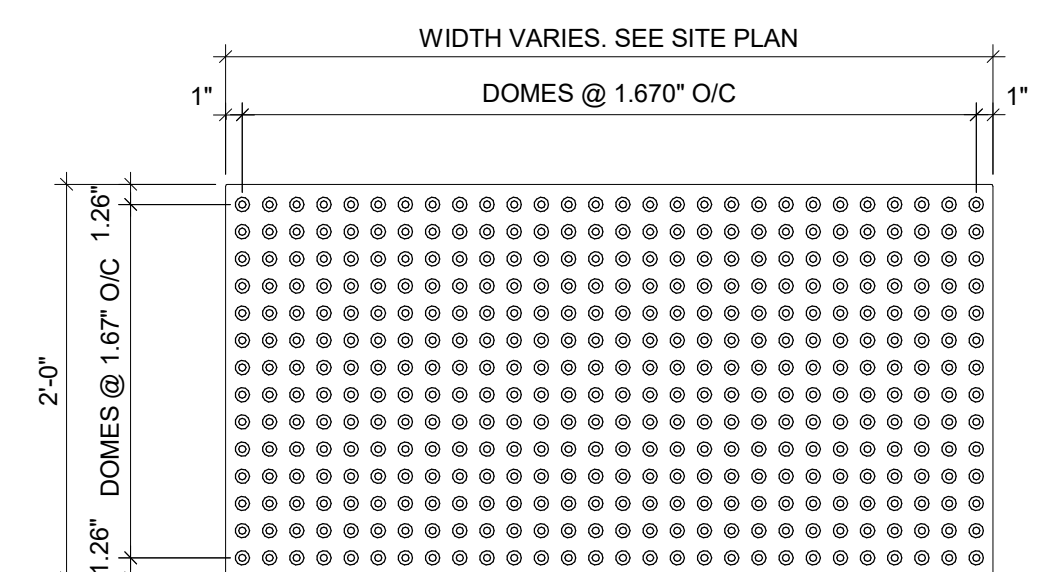 WIDTH VARIES. SEE SITE PLAN
1" DOMES @ 1.670" O/C 1"
1.26"
DOMES @ 1.67" O/C
2'-0"
1.26"